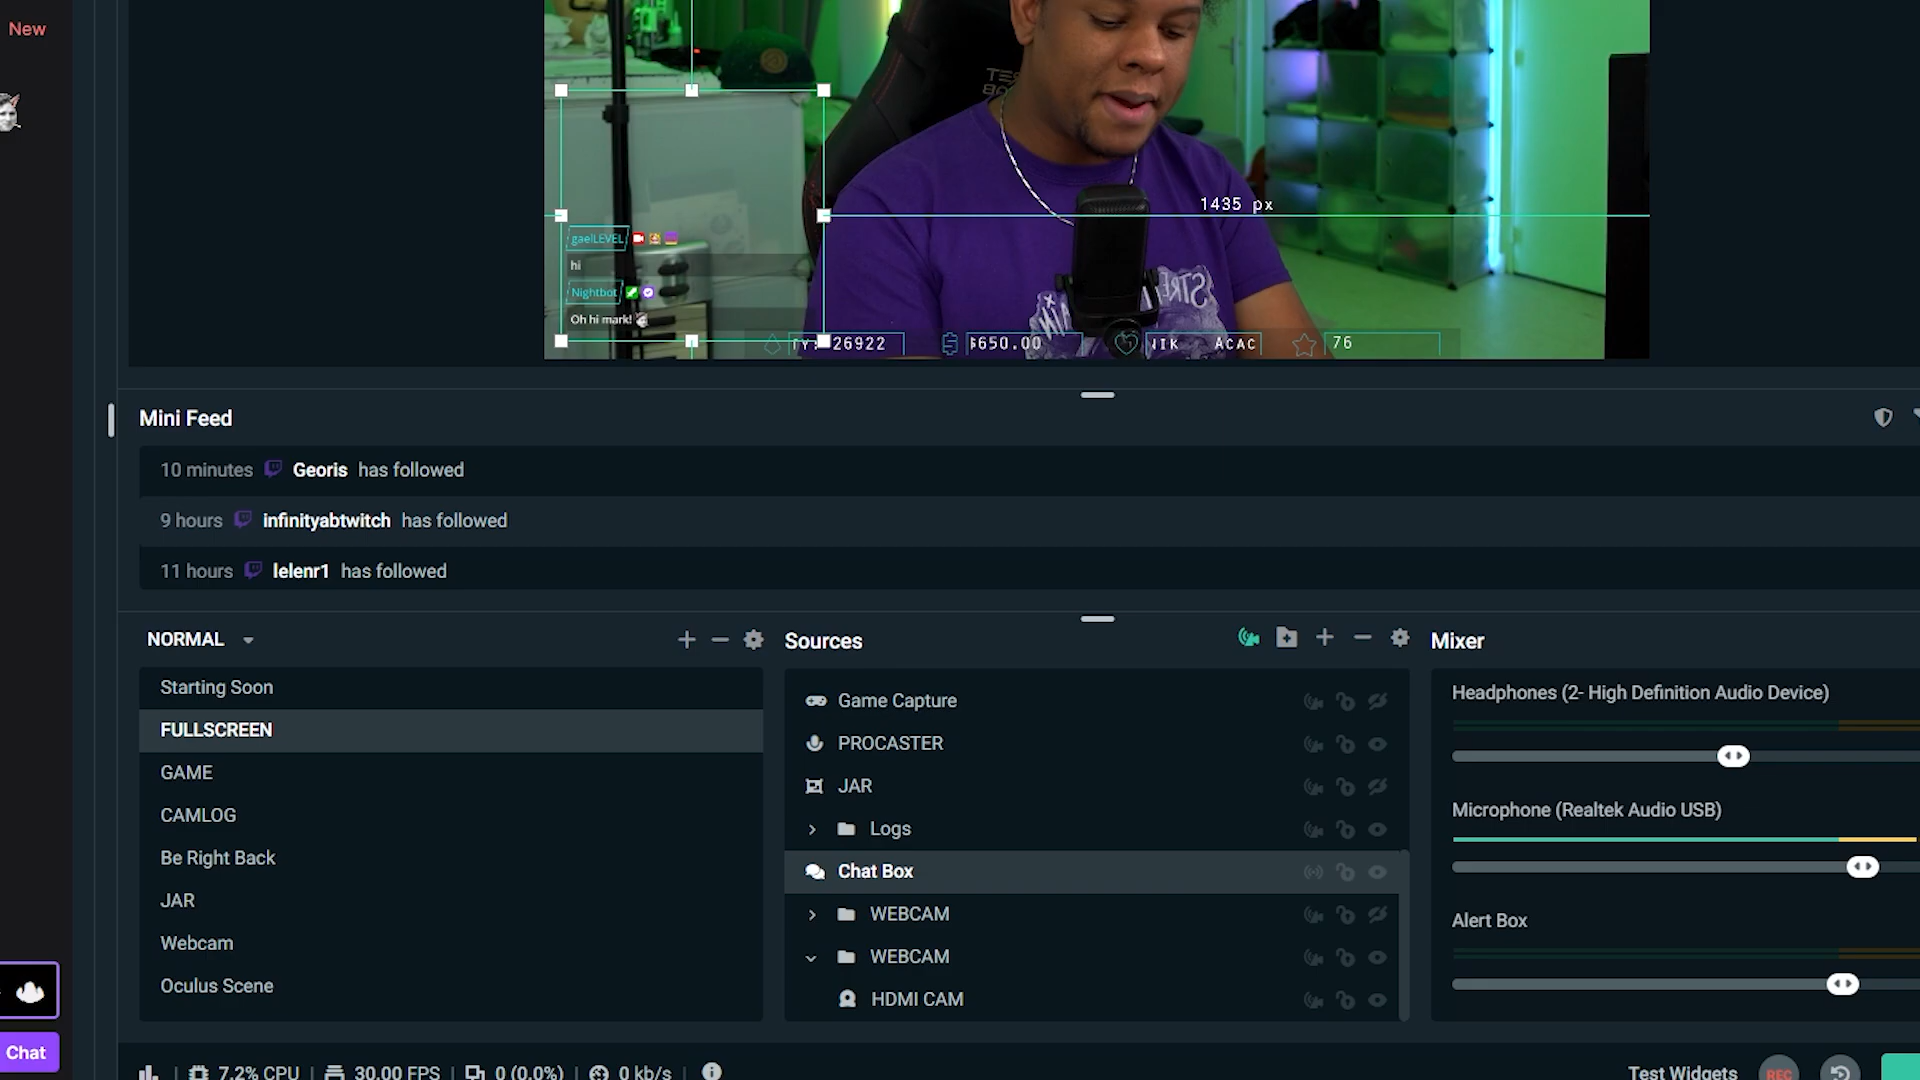 New
1435 px
gaelLEVEL
hi
Nightbot
Oh hi mark!
26922
$650.00
ACAC
76
Mini Feed
10 minutes Georis has followed
9 hours infinityabtwitch has followed
11 hours lelenr1 has followed
NORMAL
Starting Soon
FULLSCREEN
GAME
CAMLOG
Be Right Back
JAR
Webcam
Oculus Scene
Sources
Game Capture
PROCASTER
JAR
Logs
Chat Box
WEBCAM
WEBCAM
HDMI CAM
Mixer
Headphones (2- High Definition Audio Device)
Microphone (Realtek Audio USB)
Alert Box
Chat
7.2% CPU
30.00 FPS
0 (0.0%)
0 kb/s
Test Widgets
REC